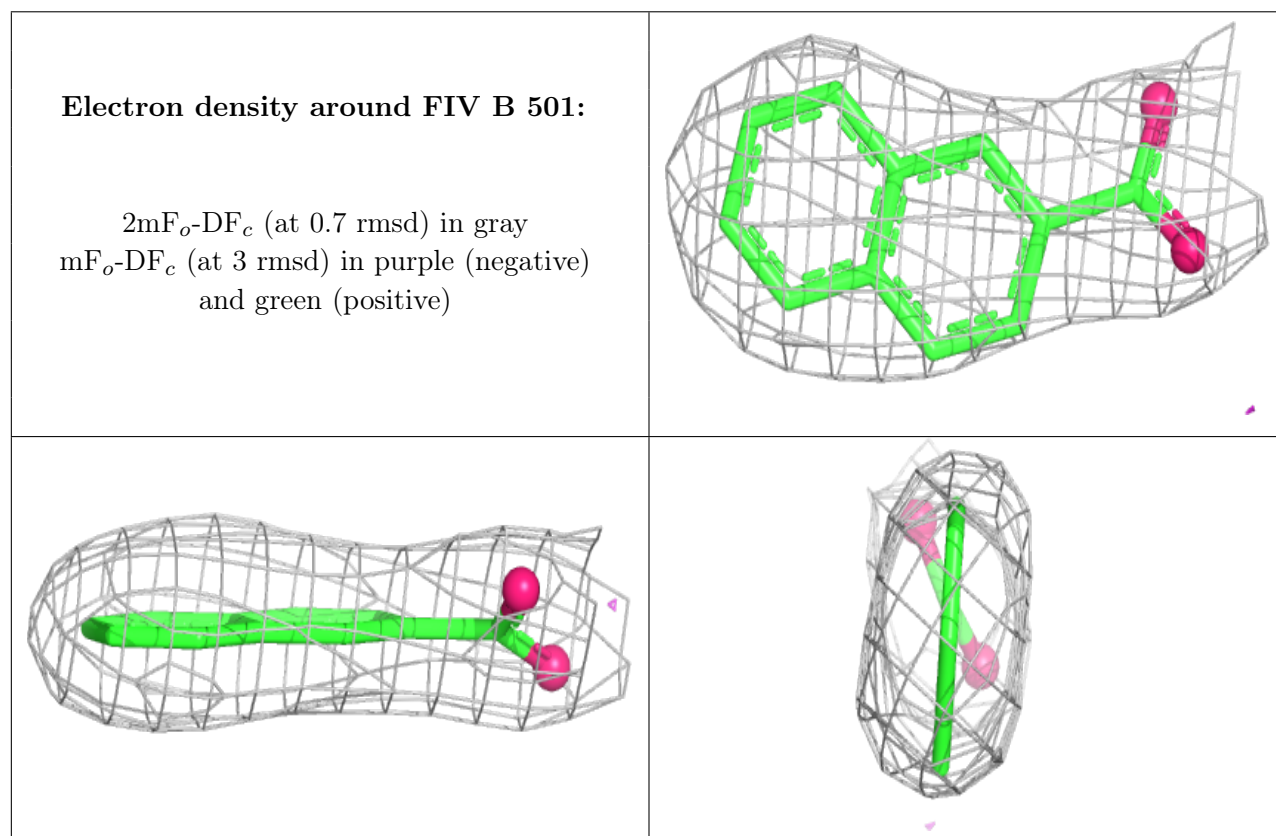 Electron density around FIV B 501:
2mFₒ-DF𝒸 (at 0.7 rmsd) in gray
mFₒ-DF𝒸 (at 3 rmsd) in purple (negative)
and green (positive)